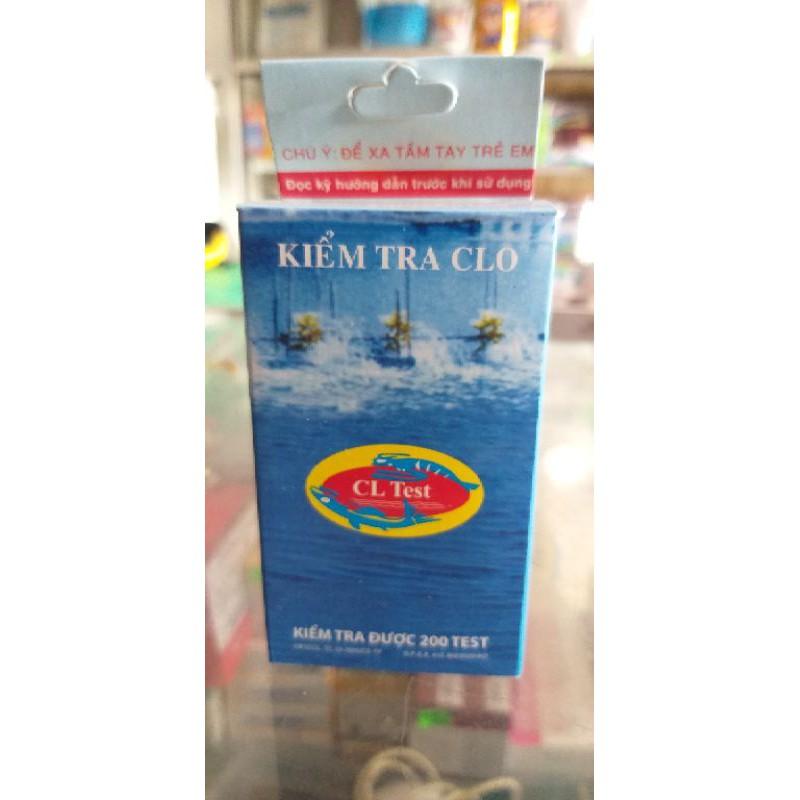 CHÚ Ý: ĐỂ XA TẦM TAY TRẺ EM
Đọc kỹ hướng dẫn trước khi sử dụng
KIỂM TRA CLO
CL Test
KIỂM TRA ĐƯỢC 200 TEST